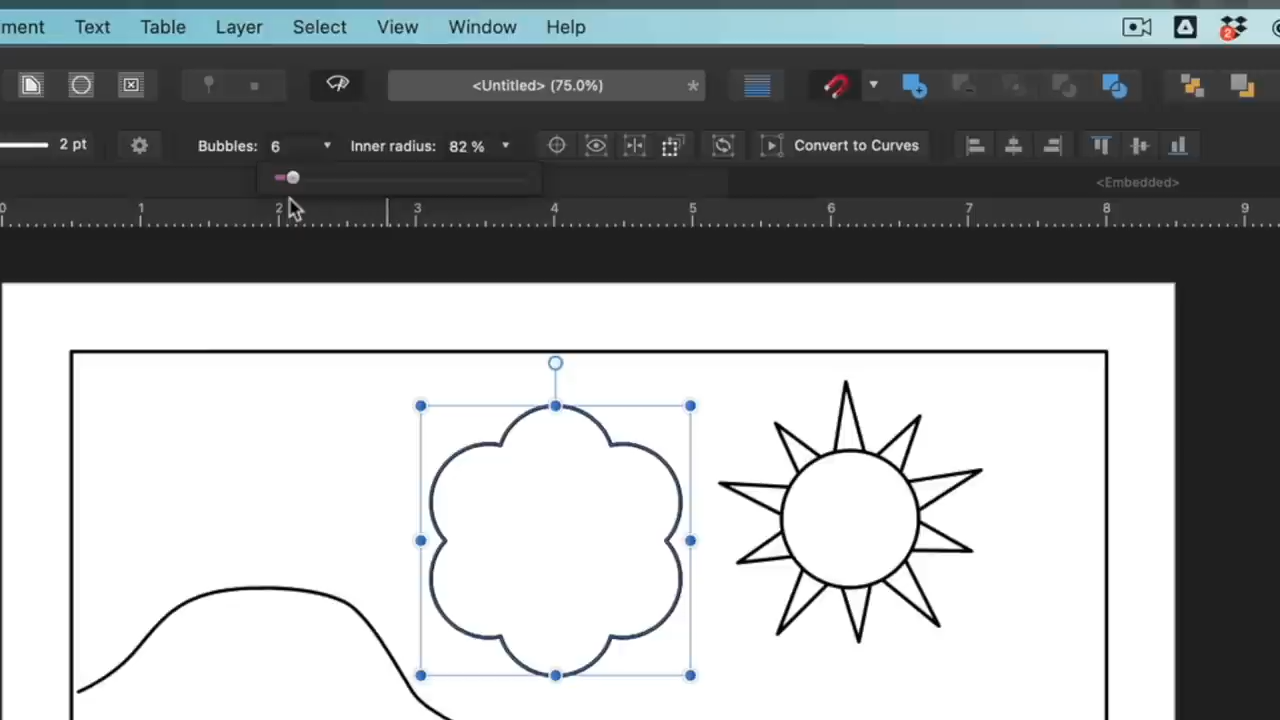 ment Text Table Layer Select View Window Help
2
<Untitled> (75.0%) *
2 pt Bubbles: 6 Inner radius: 82 % Convert to Curves
<Embedded>
0 1 2 3 4 5 6 7 8 9